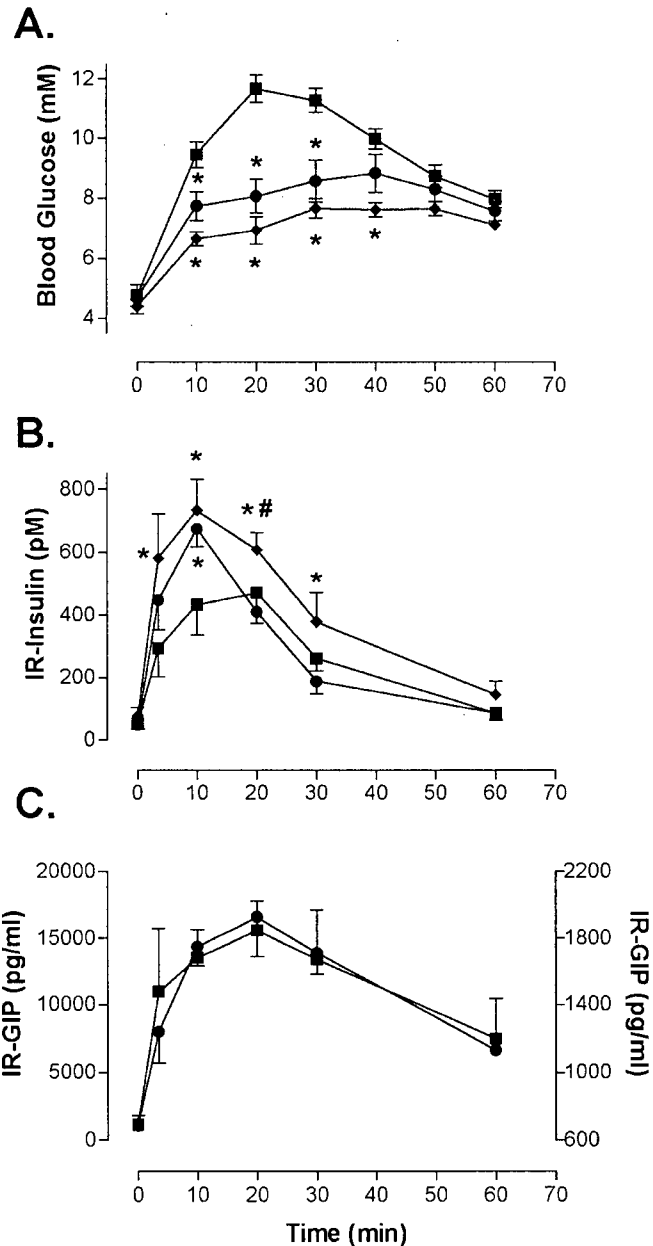 A.
Blood Glucose (mM)
12
10
8
6
4
* * *
* * * *
0 10 20 30 40 50 60 70
B.
IR-Insulin (pM)
800
600
400
200
0
*
* *# *
*
0 10 20 30 40 50 60 70
C.
IR-GIP (pg/ml)
20000
15000
10000
5000
0
2200
1800
1400
1000
600
IR-GIP (pg/ml)
0 10 20 30 40 50 60 70
Time (min)